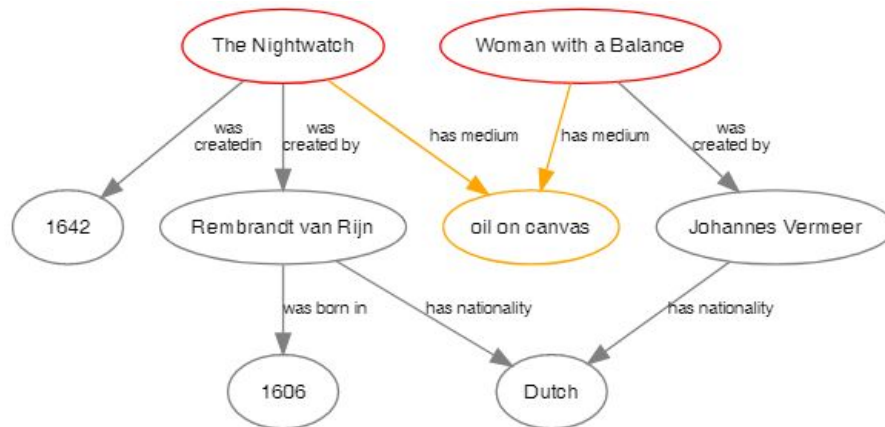 The Nightwatch
Woman with a Balance
was
createdin
was
created by
has medium
has medium
was
created by
1642
Rembrandt van Rijn
oil on canvas
Johannes Vermeer
was born in
has nationality
has nationality
1606
Dutch